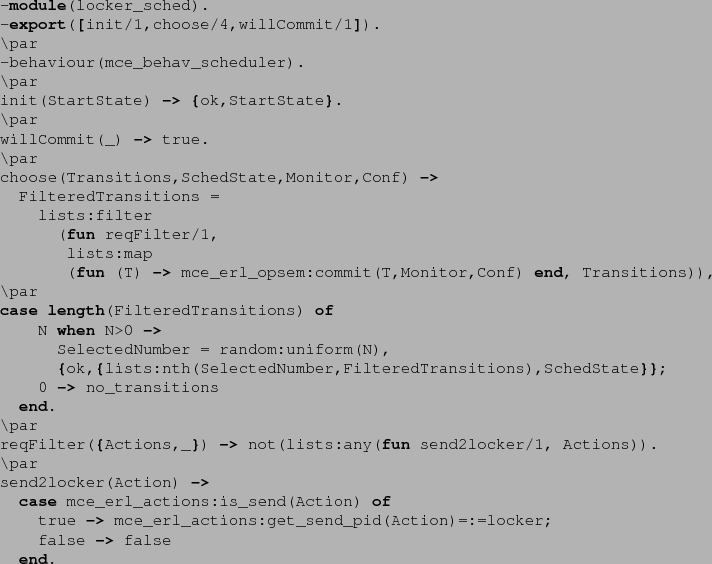 -module(locker_sched).
-export([init/1,choose/4,willCommit/1]).
\par
-behaviour(mce_behav_scheduler).
\par
init(StartState) -> {ok,StartState}.
\par
willCommit(_) -> true.
\par
choose(Transitions,SchedState,Monitor,Conf) ->
  FilteredTransitions =
    lists:filter
      (fun reqFilter/1,
       lists:map
       (fun (T) -> mce_erl_opsem:commit(T,Monitor,Conf) end, Transitions)),
\par
case length(FilteredTransitions) of
    N when N>0 ->
      SelectedNumber = random:uniform(N),
      {ok,{lists:nth(SelectedNumber,FilteredTransitions),SchedState}};
    0 -> no_transitions
  end.
\par
reqFilter({Actions,_}) -> not(lists:any(fun send2locker/1, Actions)).
\par
send2locker(Action) ->
  case mce_erl_actions:is_send(Action) of
    true -> mce_erl_actions:get_send_pid(Action)=:=locker;
    false -> false
  end.